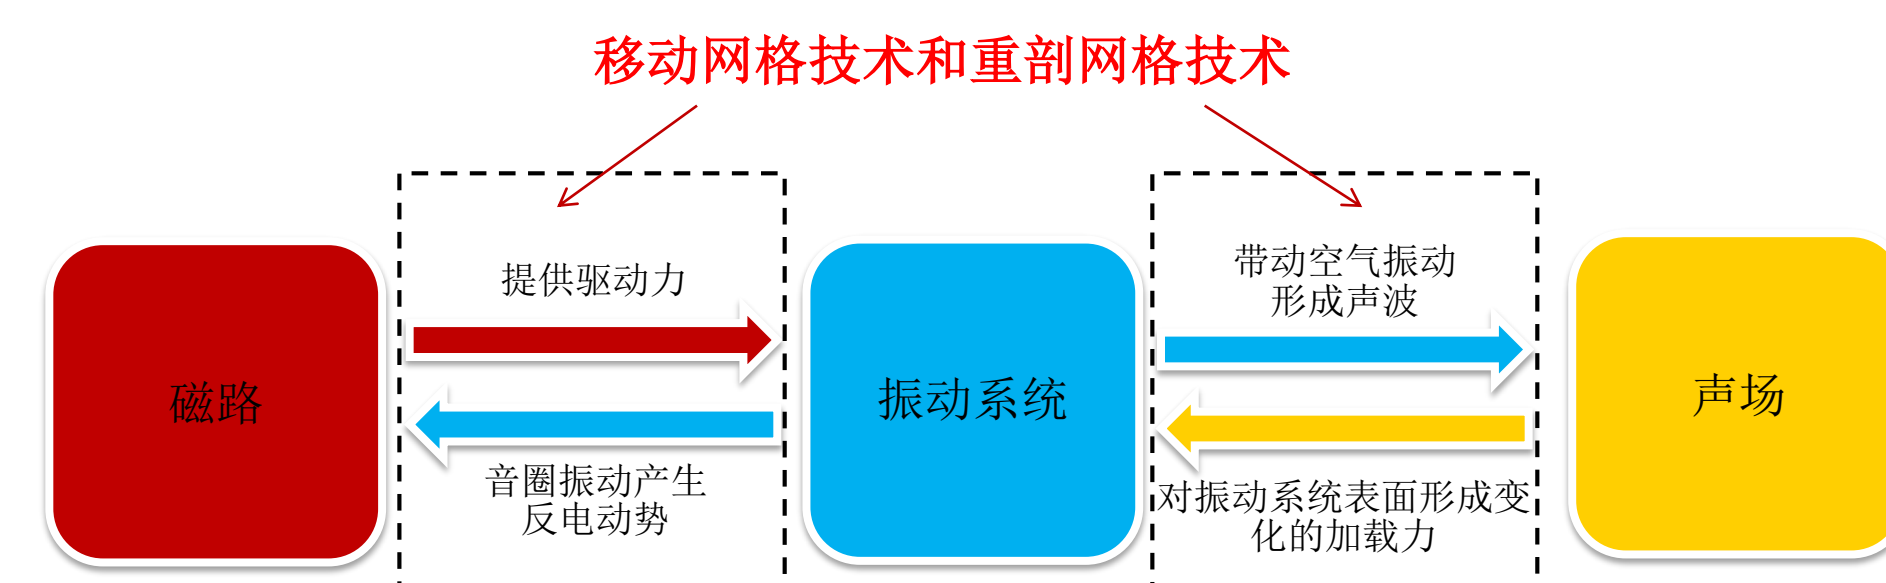 移动网格技术和重剖网格技术
提供驱动力
带动空气振动
形成声波
磁路
振动系统
声场
音圈振动产生
反电动势
对振动系统表面形成变
化的加载力